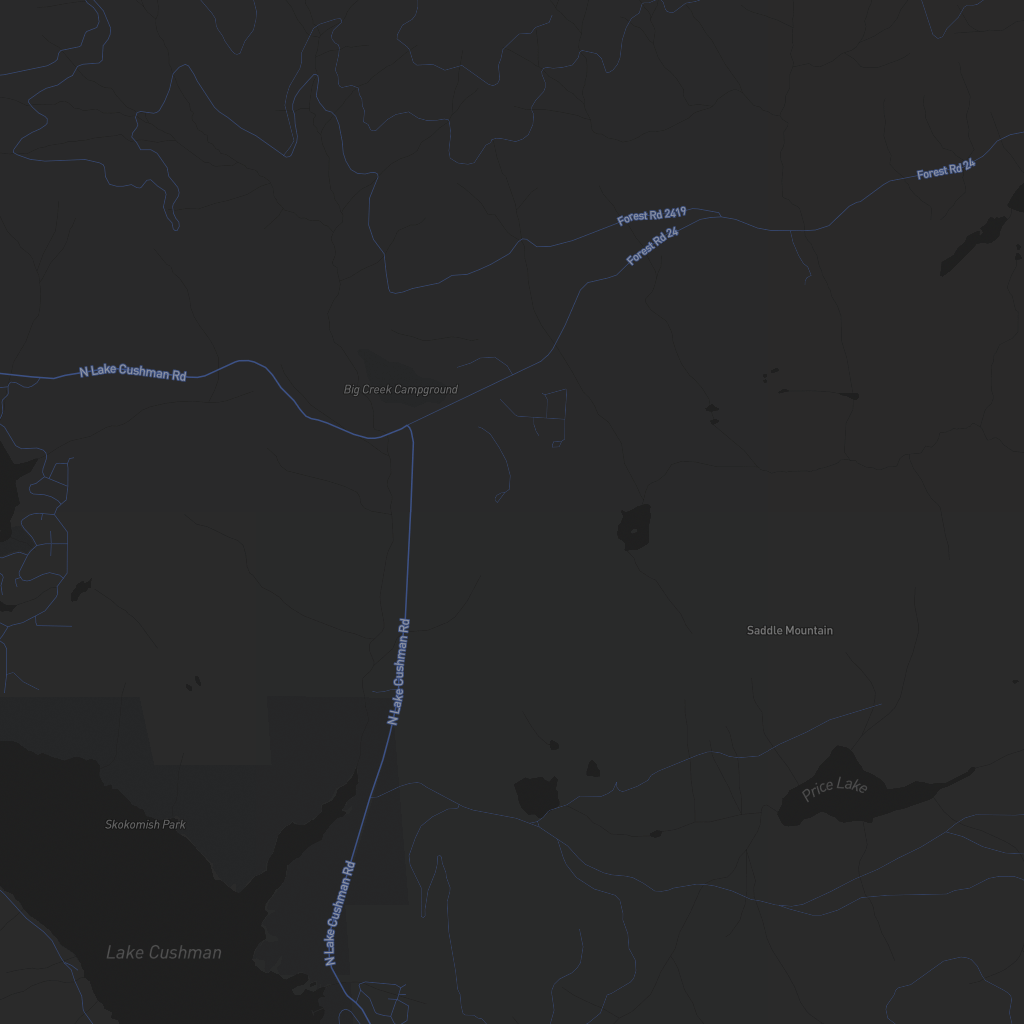 Forest Rd 24
Forest Rd 2419
Forest Rd 24
N Lake Cushman Rd
Big Creek Campground
Saddle Mountain
N Lake Cushman Rd
Price Lake
Skokomish Park
N Lake Cushman Rd
Lake Cushman